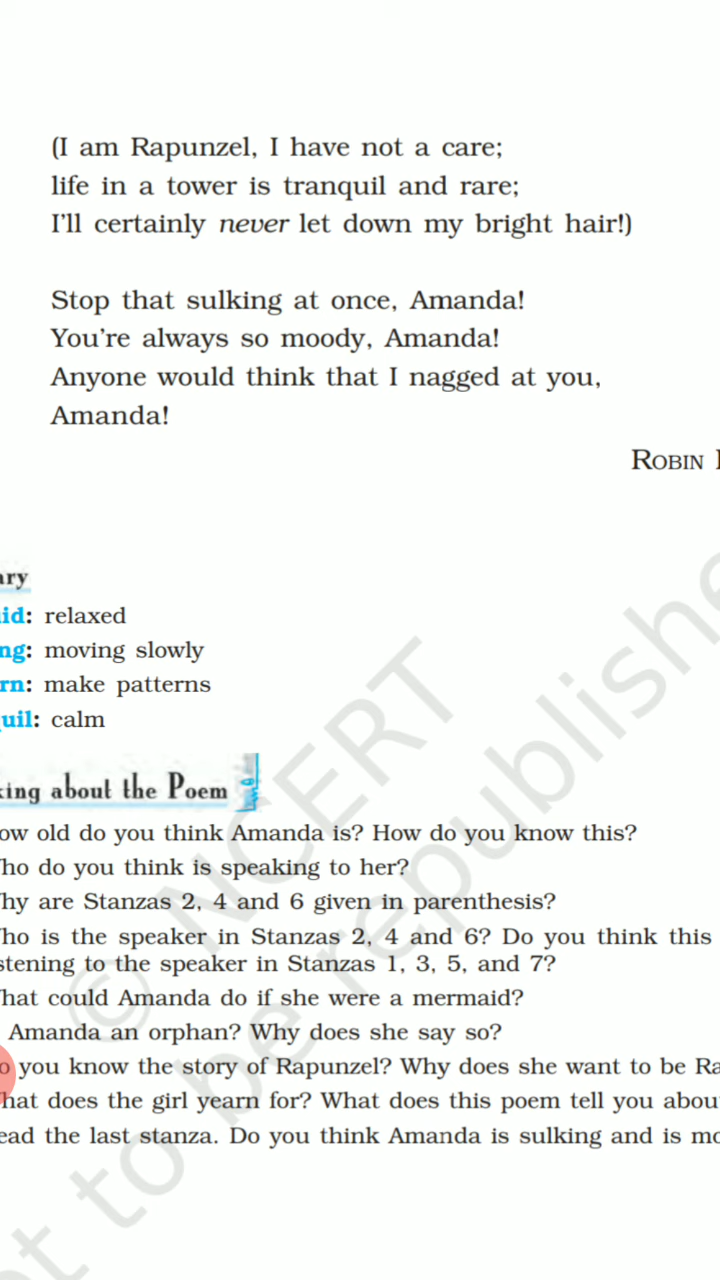 (I am Rapunzel, I have not a care;
life in a tower is tranquil and rare;
I'll certainly never let down my bright hair!)
Stop that sulking at once, Amanda!
You're always so moody, Amanda!
Anyone would think that I nagged at you,
Amanda!
ROBIN
ary
id: relaxed
ng: moving slowly
rn: make patterns
uil: calm
king about the Poem
ow old do you think Amanda is? How do you know this?
ho do you think is speaking to her?
hy are Stanzas 2, 4 and 6 given in parenthesis?
ho is the speaker in Stanzas 2, 4 and 6? Do you think this
stening to the speaker in Stanzas 1, 3, 5, and 7?
hat could Amanda do if she were a mermaid?
Amanda an orphan? Why does she say so?
o you know the story of Rapunzel? Why does she want to be Ra
hat does the girl yearn for? What does this poem tell you abou
ead the last stanza. Do you think Amanda is sulking and is mo
© NCERT
not to be republishe